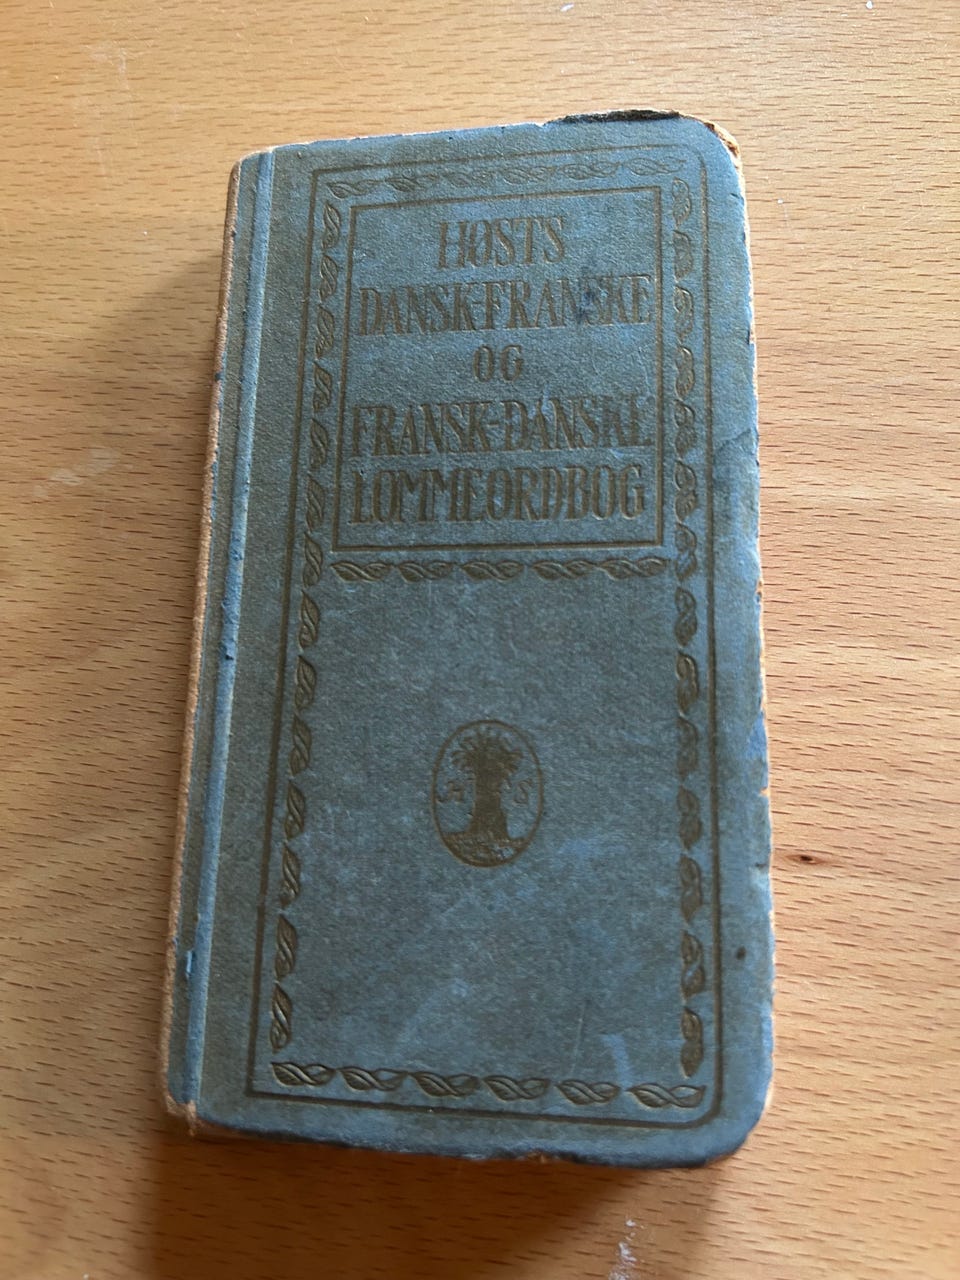 HØSTS
DANSK-FRANSKE
OG
FRANSK-DANSKE
LOMMEORDBOG
H S